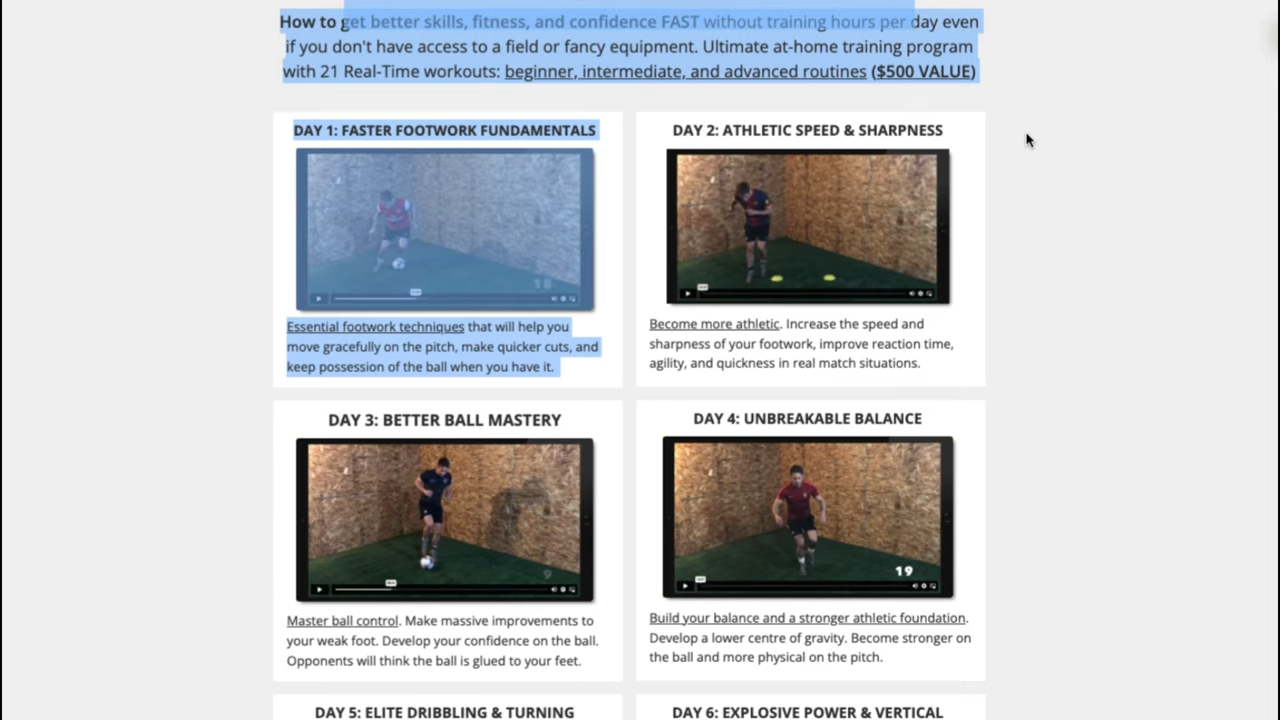 How to get better skills, fitness, and confidence FAST without training hours per day even
if you don't have access to a field or fancy equipment. Ultimate at-home training program
with 21 Real-Time workouts: beginner, intermediate, and advanced routines ($500 VALUE)
DAY 1: FASTER FOOTWORK FUNDAMENTALS
18
Essential footwork techniques that will help you
move gracefully on the pitch, make quicker cuts, and
keep possession of the ball when you have it.
DAY 2: ATHLETIC SPEED & SHARPNESS
Become more athletic. Increase the speed and
sharpness of your footwork, improve reaction time,
agility, and quickness in real match situations.
DAY 3: BETTER BALL MASTERY
Master ball control. Make massive improvements to
your weak foot. Develop your confidence on the ball.
Opponents will think the ball is glued to your feet.
DAY 4: UNBREAKABLE BALANCE
19
Build your balance and a stronger athletic foundation.
Develop a lower centre of gravity. Become stronger on
the ball and more physical on the pitch.
DAY 5: ELITE DRIBBLING & TURNING
DAY 6: EXPLOSIVE POWER & VERTICAL